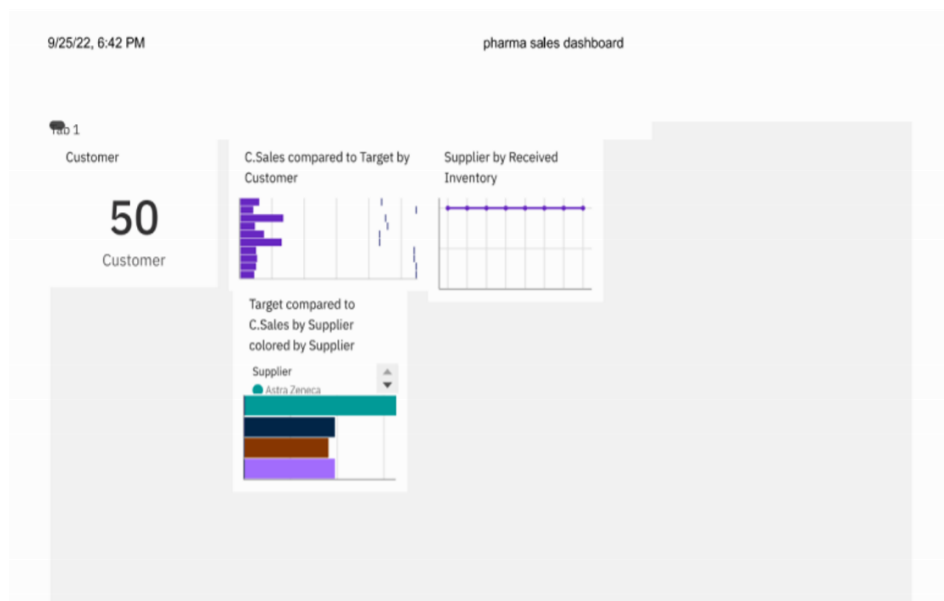 9/25/22, 6:42 PM
pharma sales dashboard
Tab 1
Customer
50
Customer
C.Sales compared to Target by
Customer
Supplier by Received
Inventory
Target compared to
C.Sales by Supplier
colored by Supplier
Supplier
Astra Zeneca